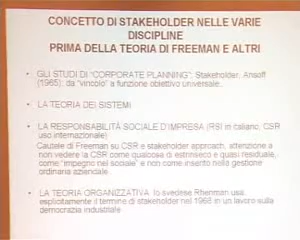 CONCETTO DI STAKEHOLDER NELLE VARIE
DISCIPLINE
PRIMA DELLA TEORIA DI FREEMAN E ALTRI
• GLI STUDI DI "CORPORATE PLANNING": Stakeholder, Ansoff
(1965): da "vincolo" a funzione obiettivo universale.
• LA TEORIA DEI SISTEMI
• LA RESPONSABILITÀ SOCIALE D'IMPRESA (RSI in italiano, CSR
uso internazionale)
Cautele di Freeman su CSR e stakeholder approach, attenzione a
non vedere la CSR come qualcosa di estrinseco e quasi residuale,
come "impegno nel sociale" e non come inserito nella gestione
ordinaria aziendale
• LA TEORIA ORGANIZZATIVA: lo svedese Rhenman usa
esplicitamente il termine di stakeholder nel 1968 in un lavoro sulla
democrazia industriale